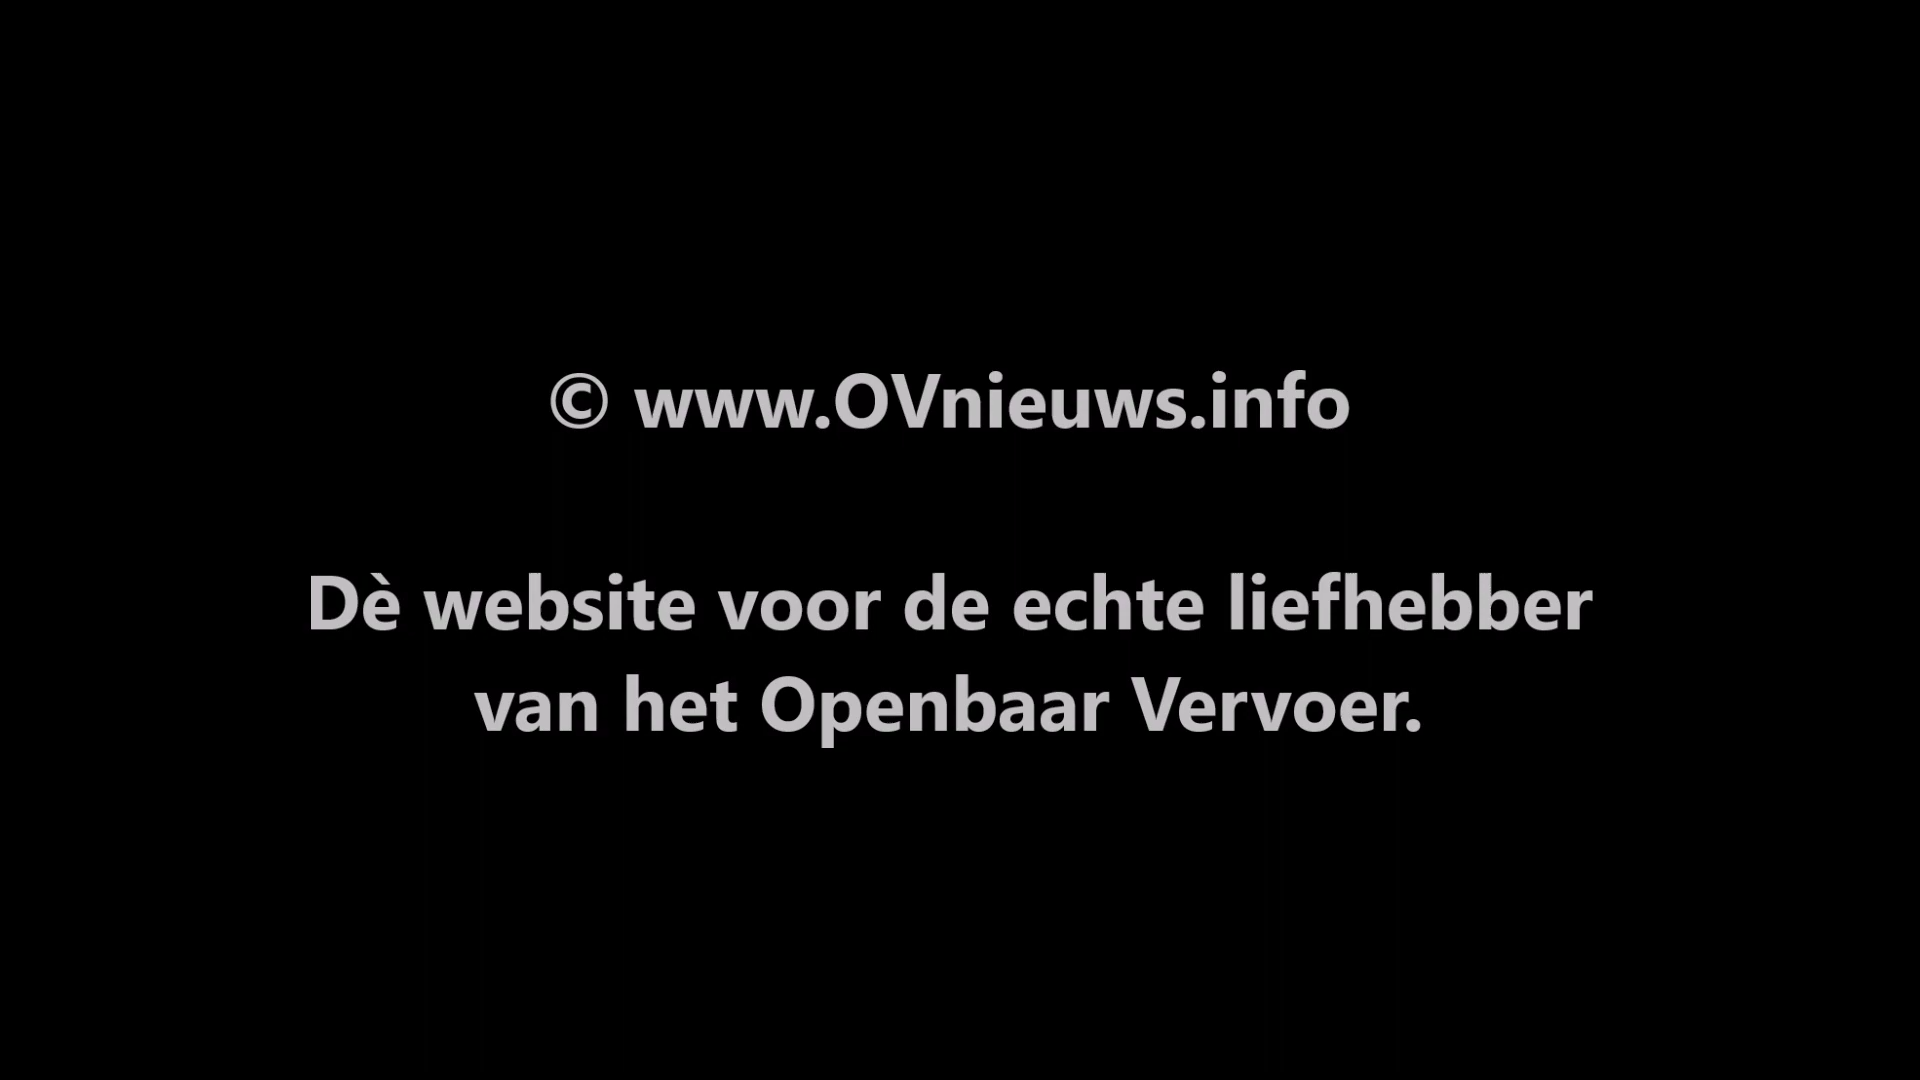 © www.OVnieuws.info
Dè website voor de echte liefhebber
van het Openbaar Vervoer.